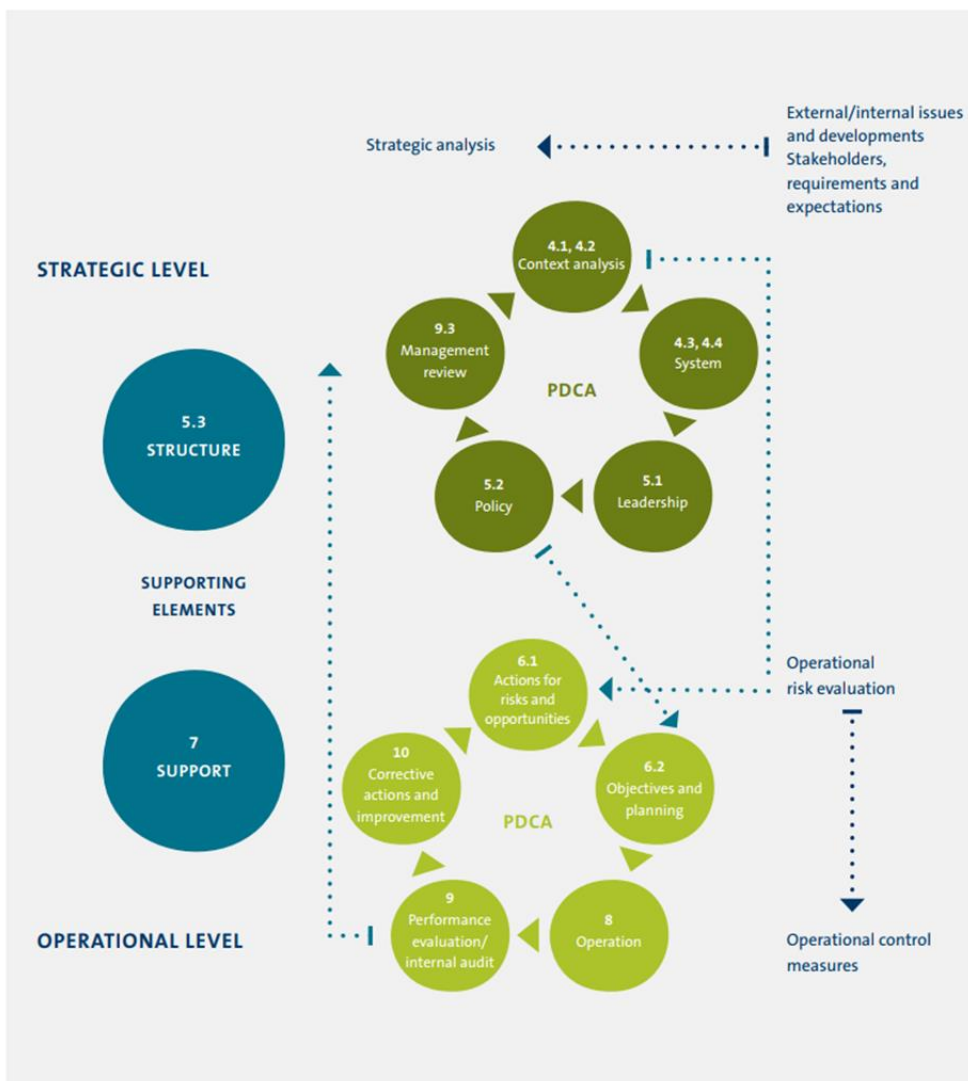 Strategic analysis
External/internal issues
and developments
Stakeholders,
requirements and
expectations
STRATEGIC LEVEL
4.1, 4.2
Context analysis
9.3
Management
review
4.3, 4.4
System
PDCA
5.3
STRUCTURE
5.2
Policy
5.1
Leadership
SUPPORTING
ELEMENTS
6.1
Actions for
risks and
opportunities
Operational
risk evaluation
7
SUPPORT
10
Corrective
actions and
improvement
6.2
Objectives and
planning
PDCA
9
Performance
evaluation/
internal audit
8
Operation
OPERATIONAL LEVEL
Operational control
measures